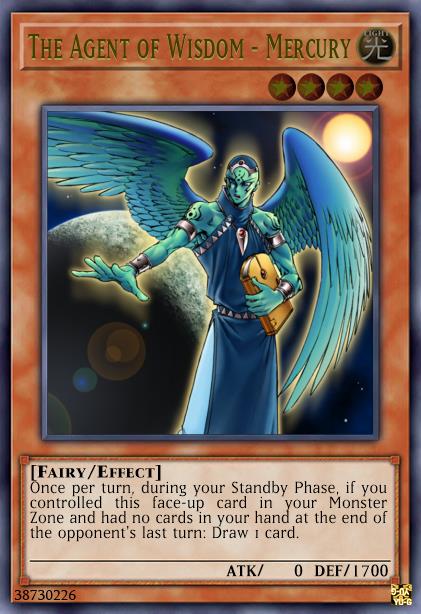 THE AGENT OF WISDOM - MERCURY
LIGHT
光
[FAIRY/EFFECT]
Once per turn, during your Standby Phase, if you
controlled this face-up card in your Monster
Zone and had no cards in your hand at the end of
the opponent's last turn: Draw 1 card.
ATK/ 0 DEF/1700
38730226